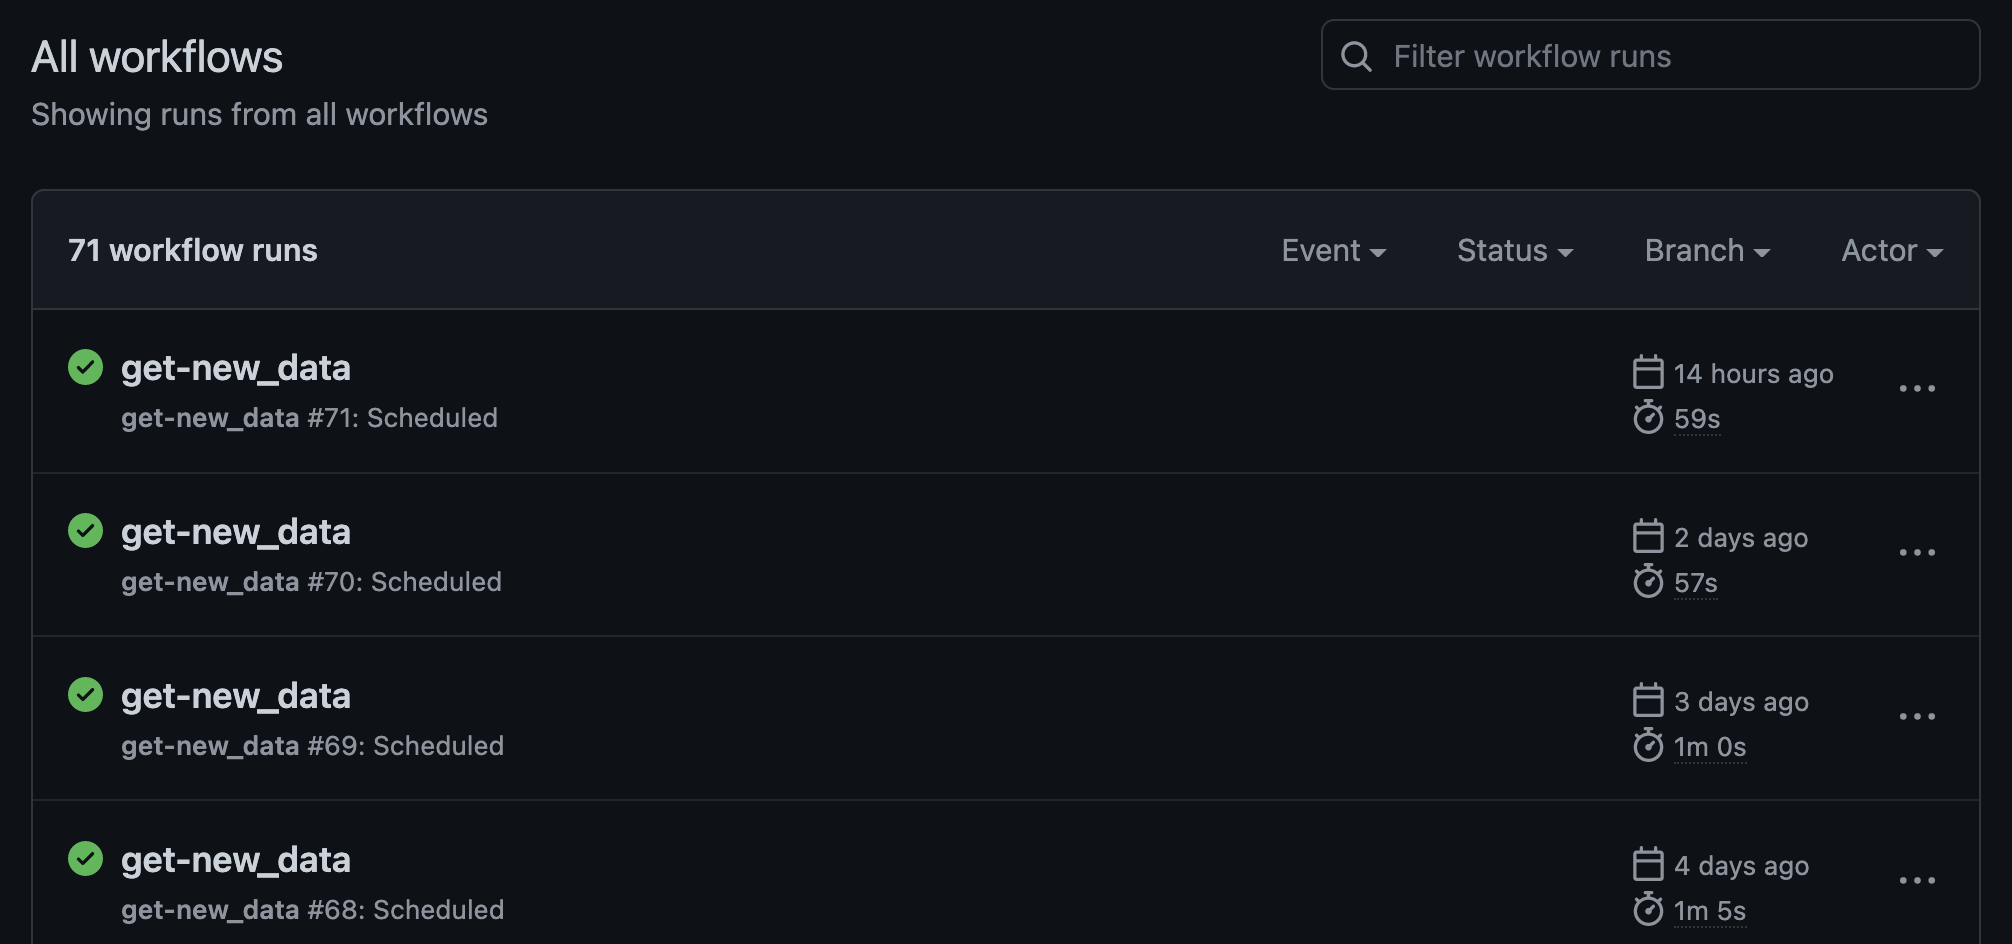 All workflows
Filter workflow runs
Showing runs from all workflows
71 workflow runs
Event
Status
Branch
Actor
get-new_data
14 hours ago
get-new_data #71: Scheduled
59s
get-new_data
2 days ago
get-new_data #70: Scheduled
57s
get-new_data
3 days ago
get-new_data #69: Scheduled
1m 0s
get-new_data
4 days ago
get-new_data #68: Scheduled
1m 5s